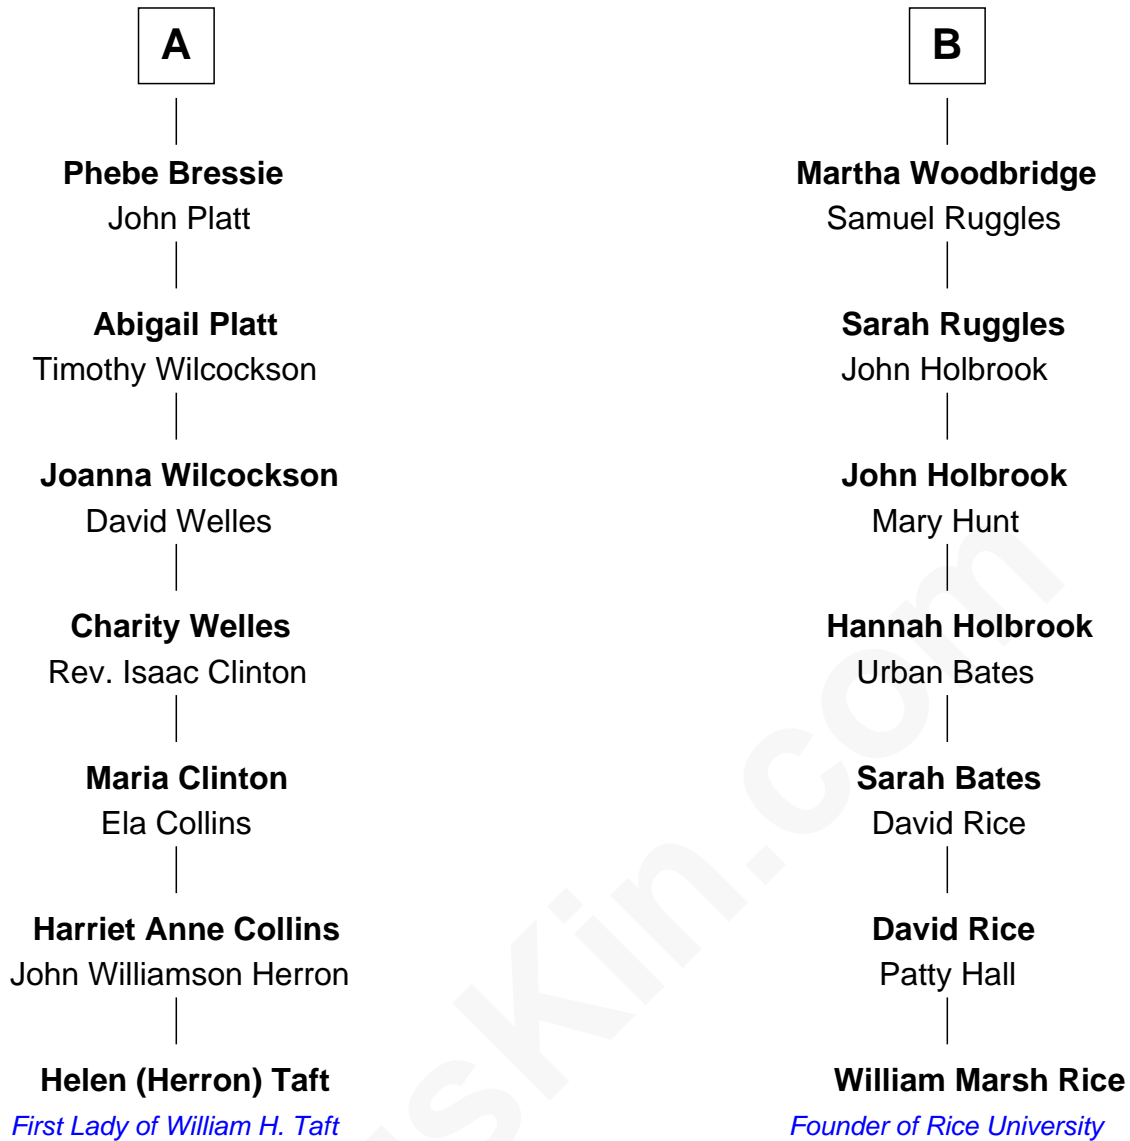 A
B
Phebe Bressie
John Platt
Martha Woodbridge
Samuel Ruggles
Abigail Platt
Timothy Wilcockson
Sarah Ruggles
John Holbrook
Joanna Wilcockson
David Welles
John Holbrook
Mary Hunt
Charity Welles
Rev. Isaac Clinton
Hannah Holbrook
Urban Bates
Maria Clinton
Ela Collins
Sarah Bates
David Rice
Harriet Anne Collins
John Williamson Herron
David Rice
Patty Hall
Helen (Herron) Taft
First Lady of William H. Taft
William Marsh Rice
Founder of Rice University
sKin.com